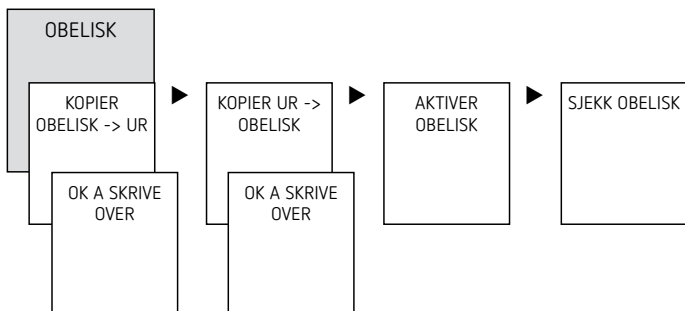 OBELISK
KOPIER
OBELISK -> UR
OK A SKRIVE
OVER
KOPIER UR ->
OBELISK
OK A SKRIVE
OVER
AKTIVER
OBELISK
SJEKK OBELISK